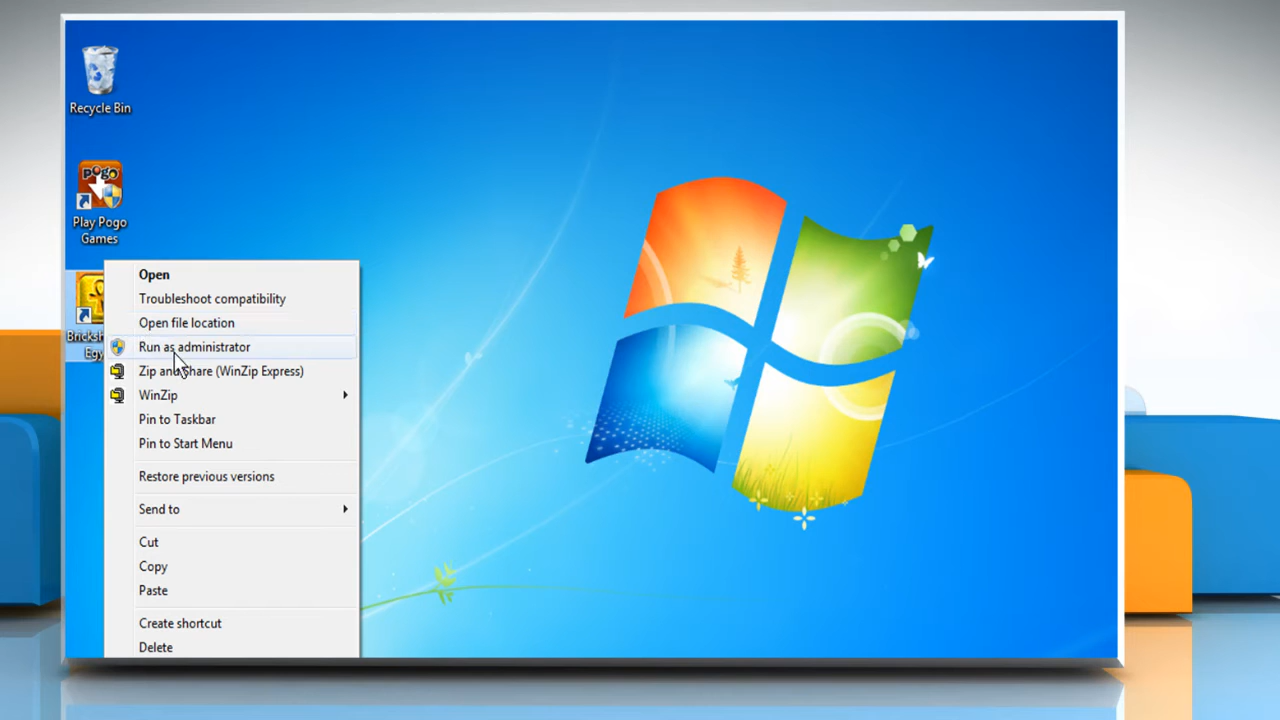 Recycle Bin
POGO
Play Pogo
Games
Open
Troubleshoot compatibility
Open file location
Run as administrator
Zip and Share (WinZip Express)
WinZip
Pin to Taskbar
Pin to Start Menu
Restore previous versions
Send to
Cut
Copy
Paste
Create shortcut
Delete